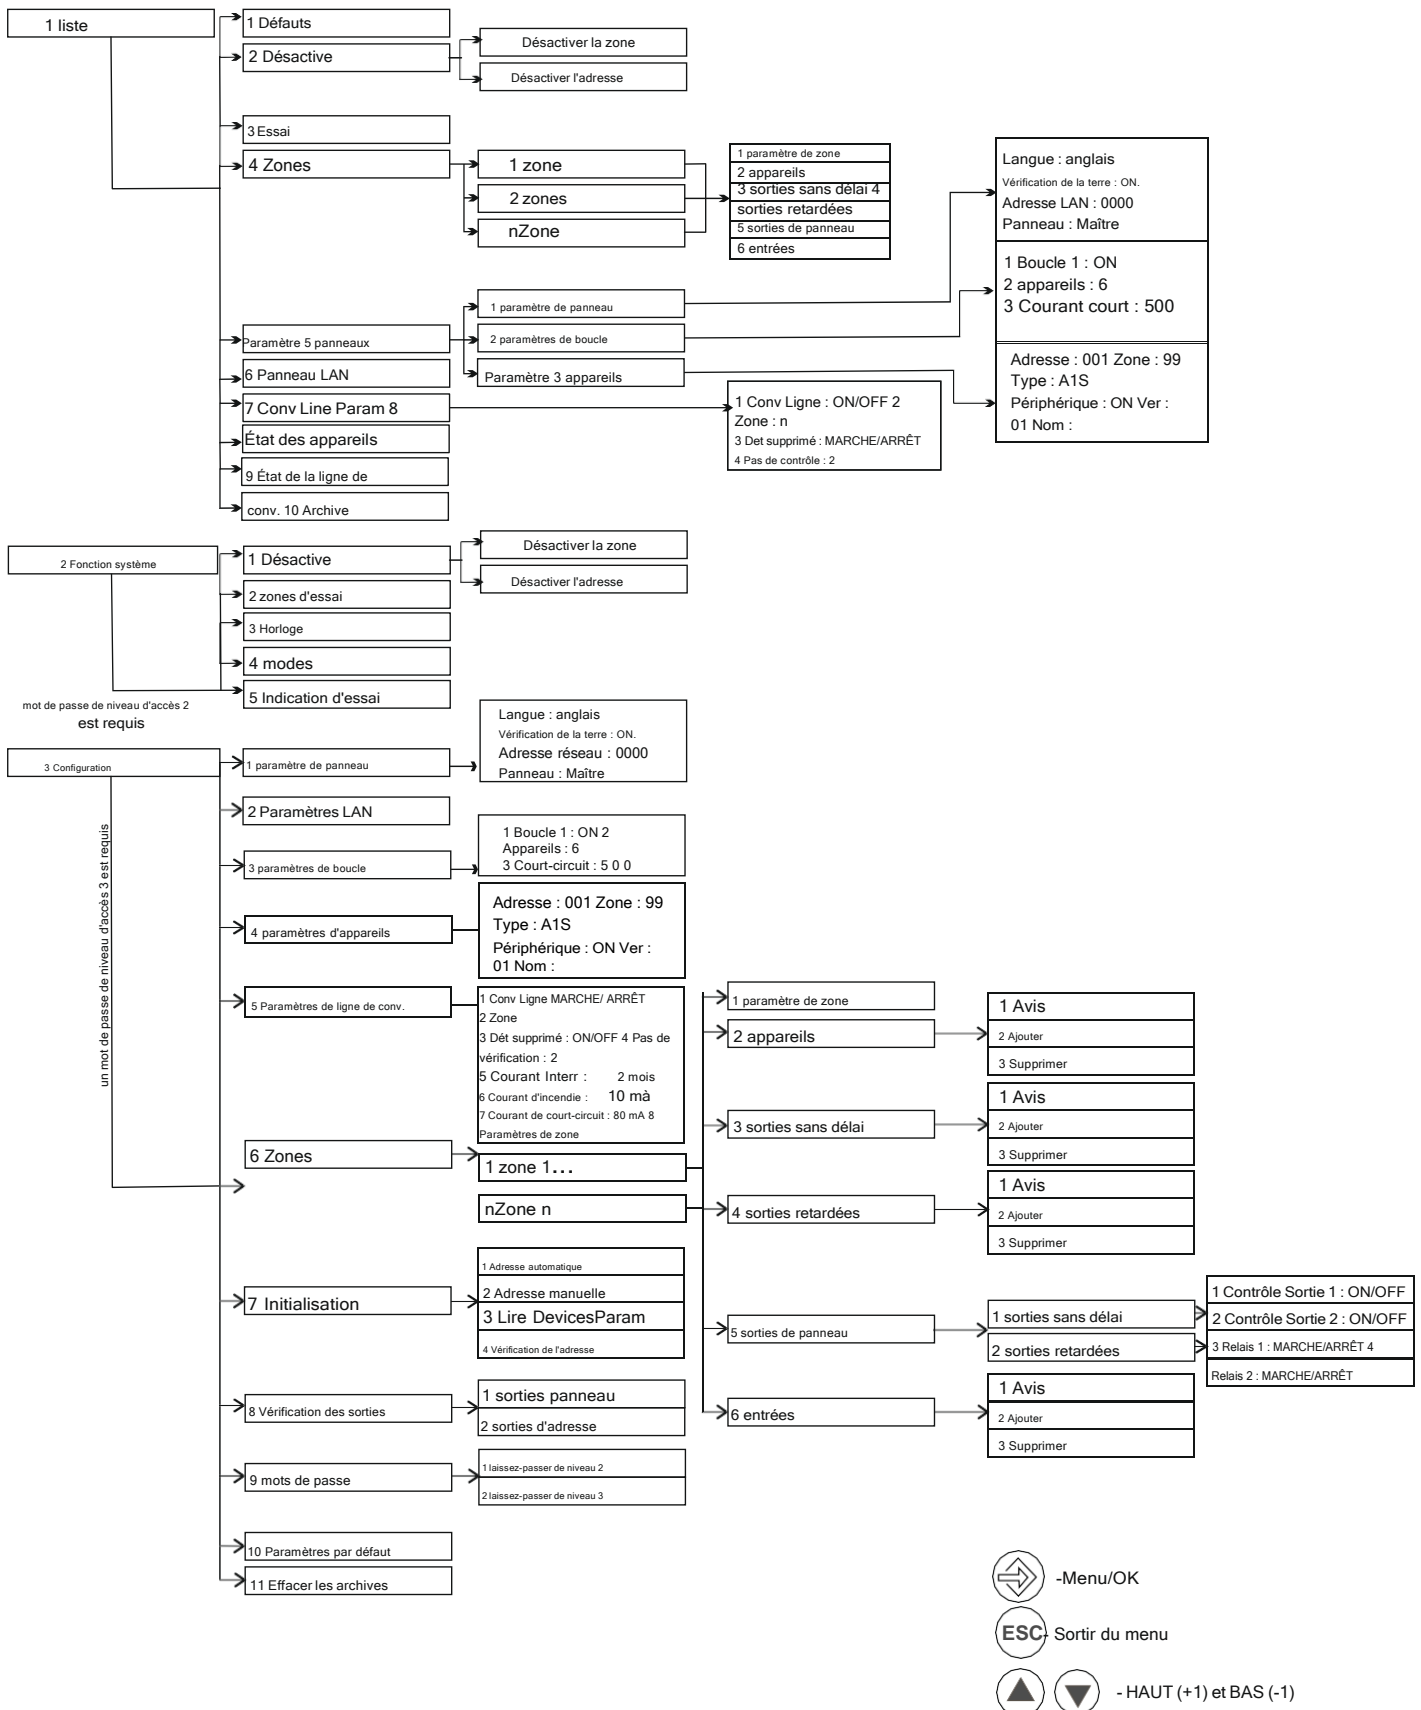 1 liste
1 Défauts
2 Désactive
Désactiver la zone
Désactiver l'adresse
3 Essai
4 Zones
1 zone
2 zones
nZone
1 paramètre de zone
2 appareils
3 sorties sans délai 4
sorties retardées
5 sorties de panneau
6 entrées
Langue : anglais
Vérification de la terre : ON.
Adresse LAN : 0000
Panneau : Maître
1 Boucle 1 : ON
2 appareils : 6
3 Courant court : 500
Adresse : 001 Zone : 99
Type : A1S
Périphérique : ON Ver :
01 Nom :
Paramètre 5 panneaux
1 paramètre de panneau
2 paramètres de boucle
Paramètre 3 appareils
6 Panneau LAN
7 Conv Line Param 8
1 Conv Ligne : ON/OFF 2
Zone : n
3 Det supprimé : MARCHE/ARRÊT
4 Pas de contrôle : 2
État des appareils
9 État de la ligne de
conv. 10 Archive
2 Fonction système
1 Désactive
Désactiver la zone
Désactiver l'adresse
2 zones d'essai
3 Horloge
4 modes
5 Indication d'essai
mot de passe de niveau d'accès 2
est requis
3 Configuration
un mot de passe de niveau d'accès 3 est requis
1 paramètre de panneau
Langue : anglais
Vérification de la terre : ON.
Adresse réseau : 0000
Panneau : Maître
2 Paramètres LAN
3 paramètres de boucle
1 Boucle 1 : ON 2
Appareils : 6
3 Court-circuit : 5 0 0
4 paramètres d'appareils
Adresse : 001 Zone : 99
Type : A1S
Périphérique : ON Ver :
01 Nom :
5 Paramètres de ligne de conv.
1 Conv Ligne MARCHE/ ARRÊT
2 Zone
3 Dét supprimé : ON/OFF 4 Pas de
vérification : 2
5 Courant Interr : 2 mois
6 Courant d'incendie : 10 mà
7 Courant de court-circuit : 80 mA 8
Paramètres de zone
6 Zones
1 zone 1...
nZone n
1 paramètre de zone
2 appareils
1 Avis
2 Ajouter
3 Supprimer
3 sorties sans délai
1 Avis
2 Ajouter
3 Supprimer
4 sorties retardées
1 Avis
2 Ajouter
3 Supprimer
5 sorties de panneau
1 sorties sans délai
2 sorties retardées
1 Contrôle Sortie 1 : ON/OFF
2 Contrôle Sortie 2 : ON/OFF
3 Relais 1 : MARCHE/ARRÊT 4
Relais 2 : MARCHE/ARRÊT
6 entrées
1 Avis
2 Ajouter
3 Supprimer
7 Initialisation
1 Adresse automatique
2 Adresse manuelle
3 Lire DevicesParam
4 Vérification de l'adresse
8 Vérification des sorties
1 sorties panneau
2 sorties d'adresse
9 mots de passe
1 laissez-passer de niveau 2
2 laissez-passer de niveau 3
10 Paramètres par défaut
11 Effacer les archives
-Menu/OK
ESC - Sortir du menu
- HAUT (+1) et BAS (-1)